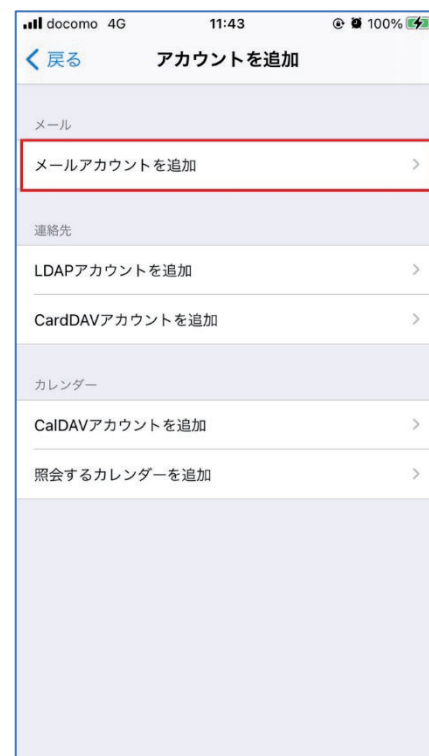 docomo 4G 11:43 100%
戻る アカウントを追加
メール
メールアカウントを追加
連絡先
LDAPアカウントを追加
CardDAVアカウントを追加
カレンダー
CalDAVアカウントを追加
照会するカレンダーを追加